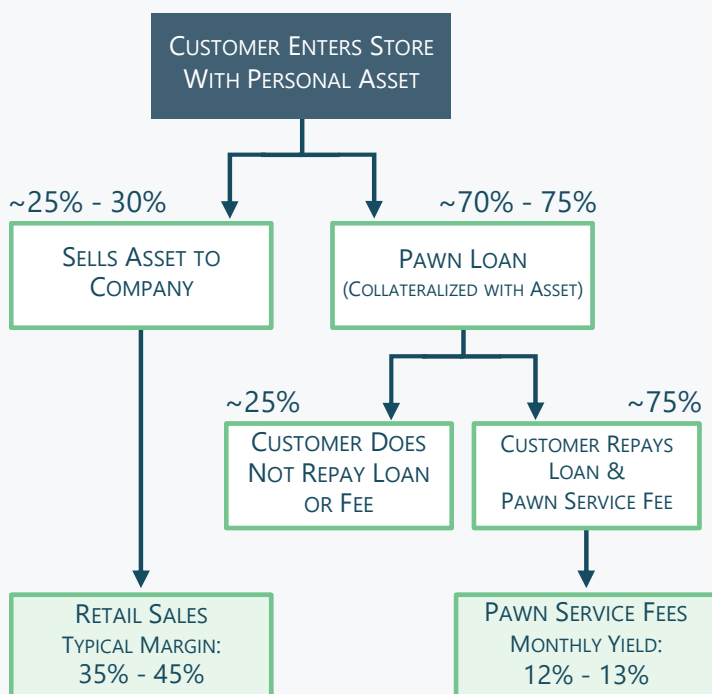 CUSTOMER ENTERS STORE
WITH PERSONAL ASSET
~25% - 30%
~70% - 75%
SELLS ASSET TO
COMPANY
PAWN LOAN
(COLLATERALIZED WITH ASSET)
~25%
~75%
CUSTOMER DOES
NOT REPAY LOAN
OR FEE
CUSTOMER REPAYS
LOAN &
PAWN SERVICE FEE
RETAIL SALES
TYPICAL MARGIN:
35% - 45%
PAWN SERVICE FEES
MONTHLY YIELD:
12% - 13%